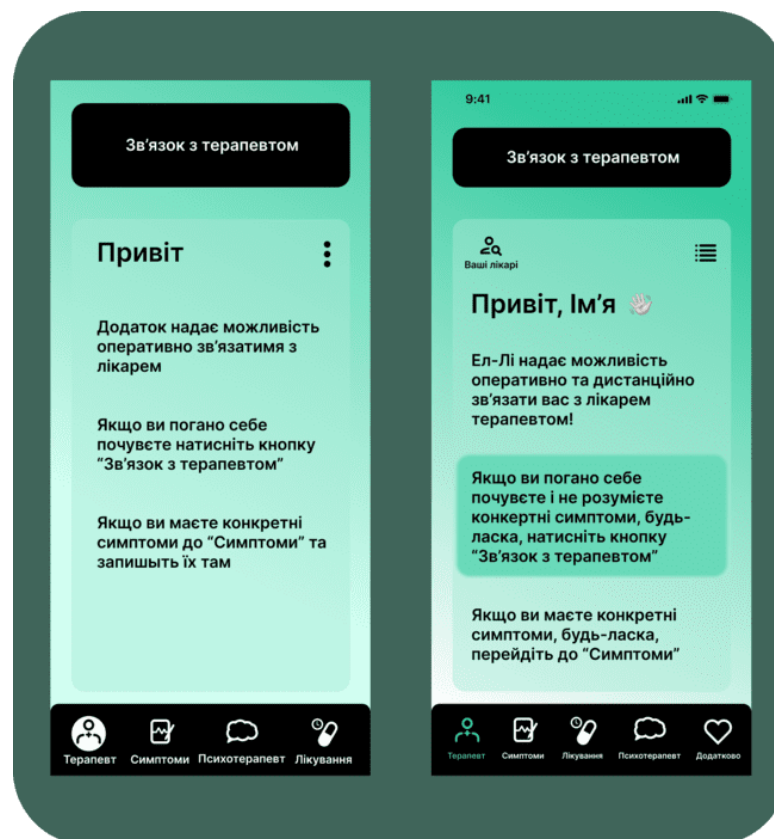 Зв’язок з терапевтом
Привіт
Додаток надає можливість
оперативно зв’язатимя з
лікарем
Якщо ви погано себе
почувєте натисніть кнопку
“Зв’язок з терапевтом”
Якщо ви маєте конкретні
симптоми до “Симптоми” та
запишыть їх там
Терапевт Симптоми Психотерапевт Лікування
9:41
Зв’язок з терапевтом
Ваші лікарі
Привіт, Ім’я
Ел-Лі надає можливість
оперативно та дистанційно
зв’язати вас з лікарем
терапевтом!
Якщо ви погано себе
почуvєте і не розумієте
конкертні симптоми, будь-
ласка, натисніть кнопку
“Зв’язок з терапевтом”
Якщо ви маєте конкретні
симптоми, будь-ласка,
перейдіть до “Симптоми”
Терапевт Симптоми Лікування Психотерапевт Додатково